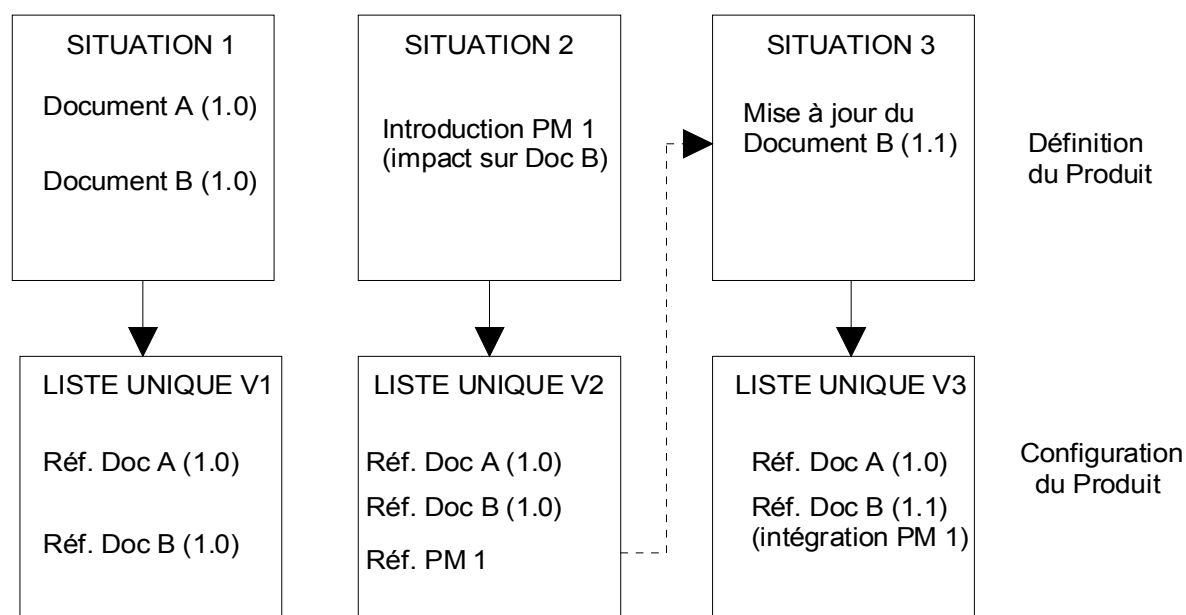 SITUATION 1
Document A (1.0)
Document B (1.0)
SITUATION 2
Introduction PM 1
(impact sur Doc B)
SITUATION 3
Mise à jour du
Document B (1.1)
Définition
du Produit
LISTE UNIQUE V1
Réf. Doc A (1.0)
Réf. Doc B (1.0)
LISTE UNIQUE V2
Réf. Doc A (1.0)
Réf. Doc B (1.0)
Réf. PM 1
LISTE UNIQUE V3
Réf. Doc A (1.0)
Réf. Doc B (1.1)
(intégration PM 1)
Configuration
du Produit